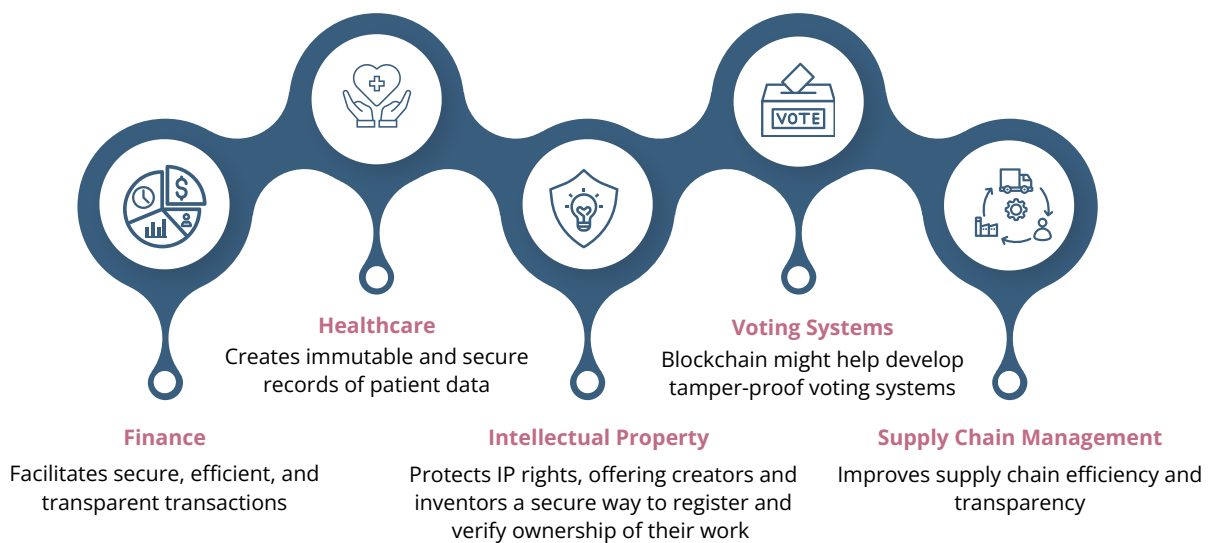 VOTE
$
Healthcare
Creates immutable and secure
records of patient data
Voting Systems
Blockchain might help develop
tamper-proof voting systems
Finance
Facilitates secure, efficient, and
transparent transactions
Intellectual Property
Protects IP rights, offering creators and
inventors a secure way to register and
verify ownership of their work
Supply Chain Management
Improves supply chain efficiency and
transparency